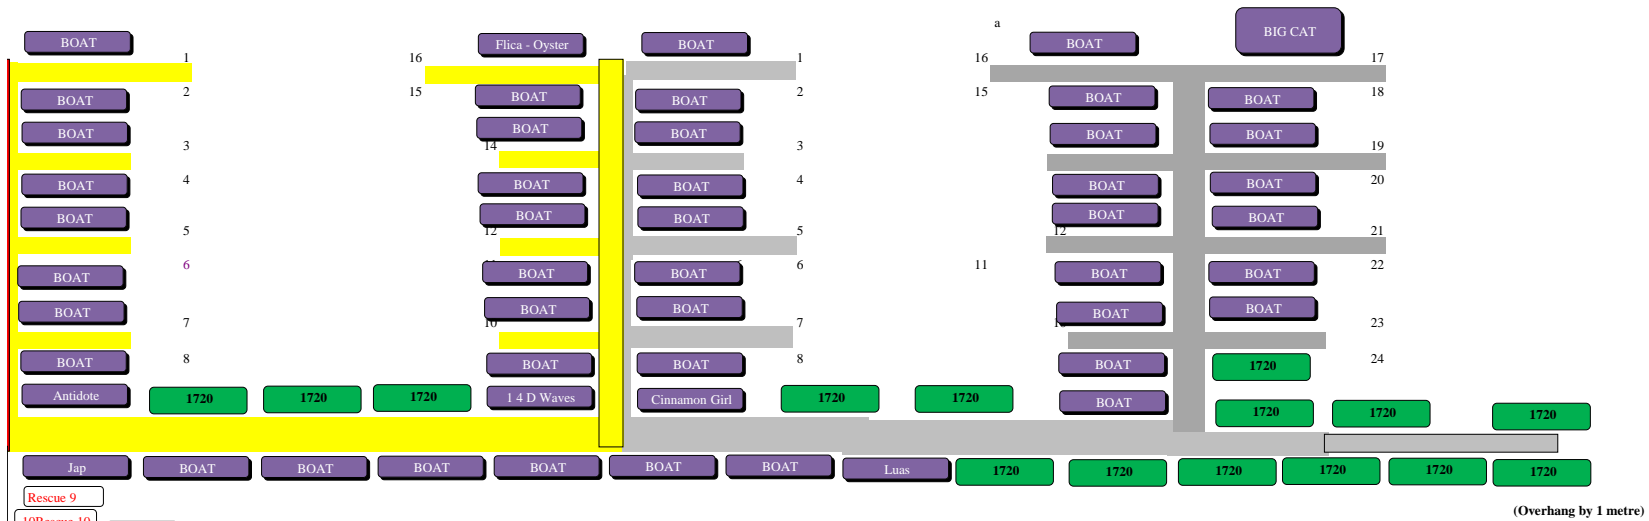 a
BOAT
Flica - Oyster
BOAT
BOAT
BIG CAT
1
16
1
16
17
BOAT
2
15
BOAT
BOAT
2
15
BOAT
BOAT
18
BOAT
BOAT
BOAT
BOAT
BOAT
3
14
3
19
BOAT
4
BOAT
BOAT
4
BOAT
BOAT
20
BOAT
BOAT
BOAT
BOAT
BOAT
5
12
5
12
21
BOAT
6
BOAT
BOAT
6
11
BOAT
BOAT
22
BOAT
BOAT
BOAT
BOAT
BOAT
7
10
7
23
BOAT
8
BOAT
BOAT
8
BOAT
1720
24
Antidote
1720
1720
1720
1 4 D Waves
Cinnamon Girl
1720
1720
BOAT
1720
1720
1720
Jap
BOAT
BOAT
BOAT
BOAT
BOAT
BOAT
Luas
1720
1720
1720
1720
1720
1720
Rescue 9
10Rescue 10
(Overhang by 1 metre)